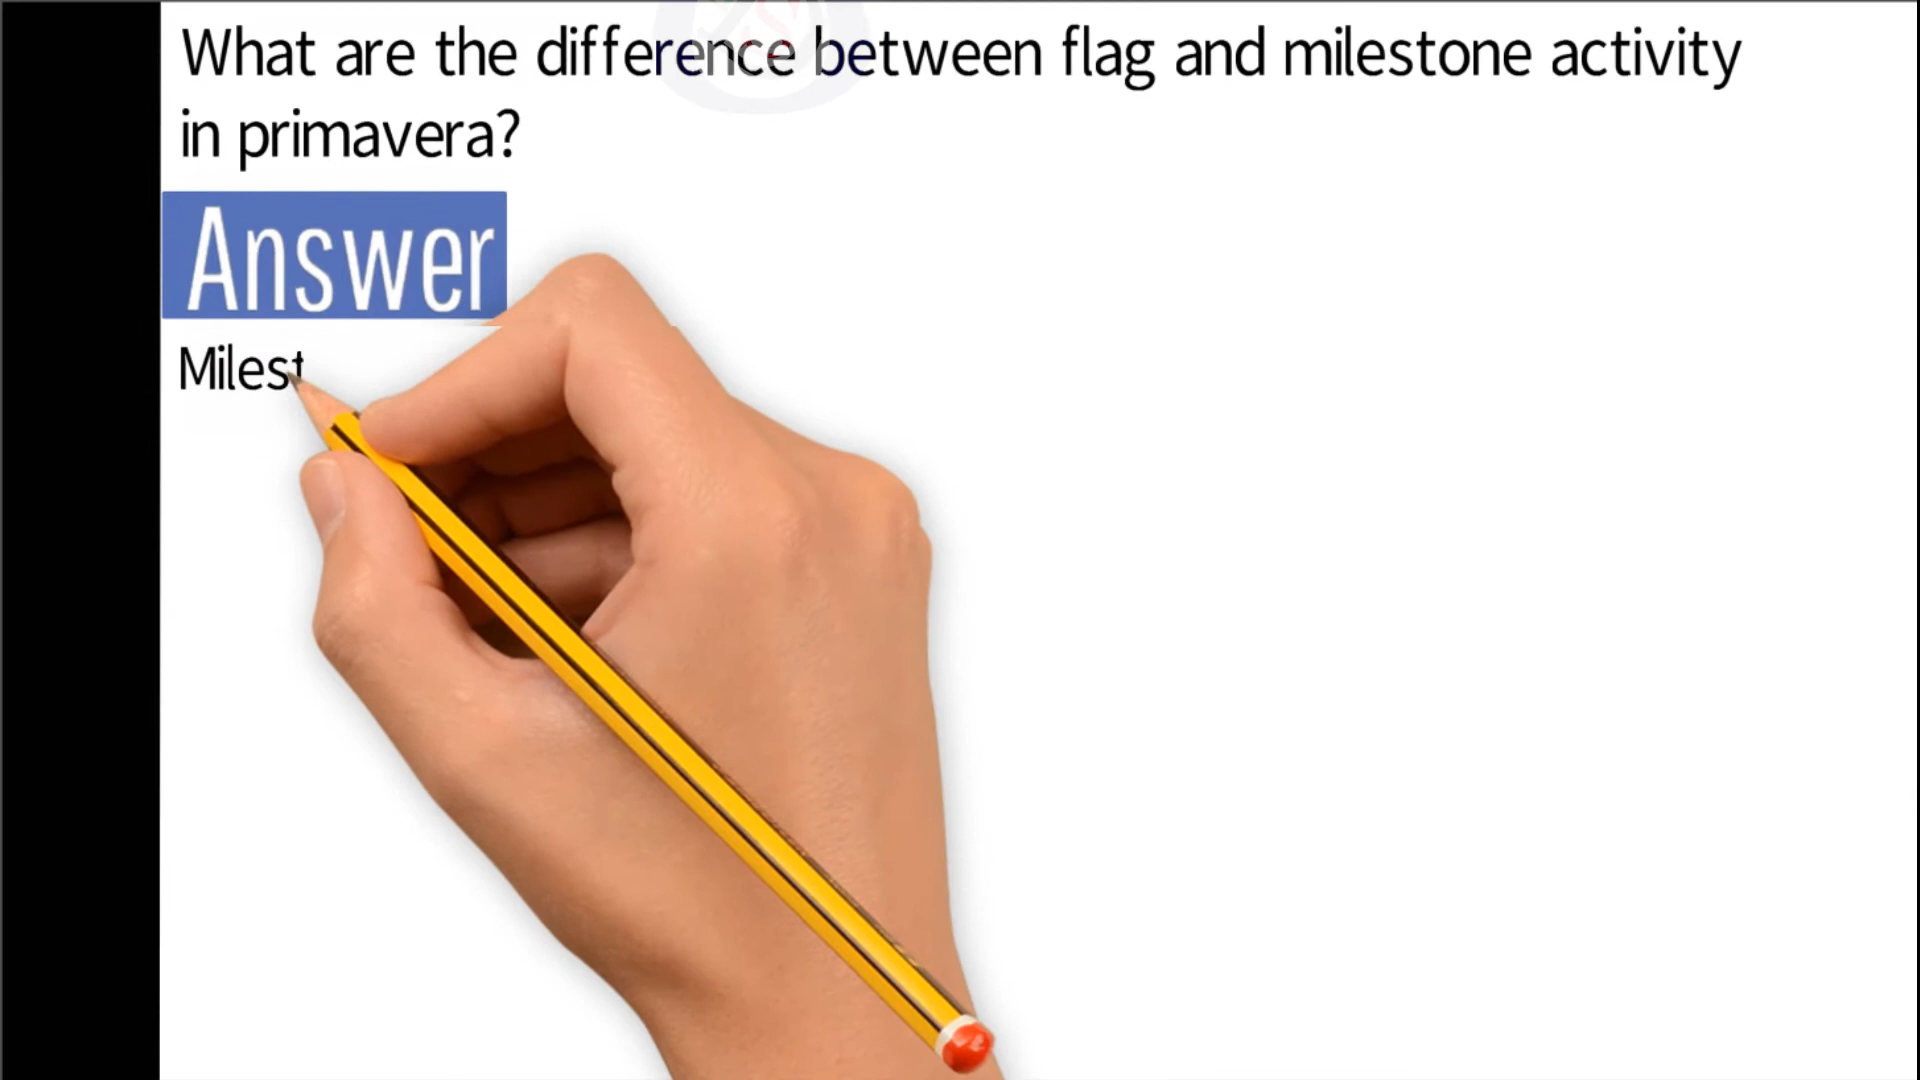 What are the difference between flag and milestone activity
in primavera?
Answer
Milest